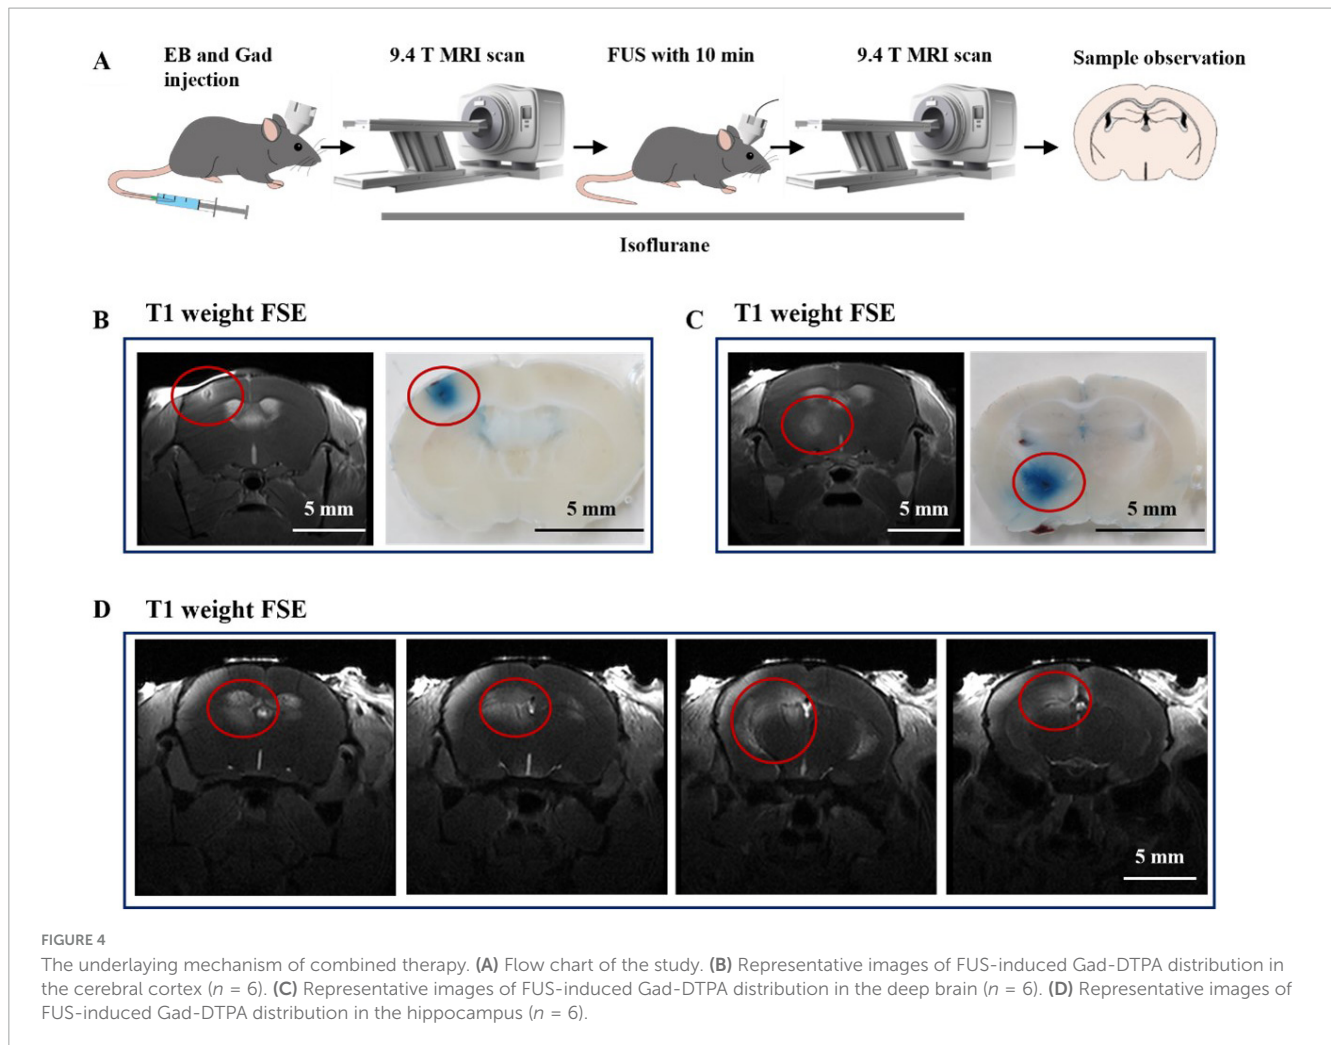 A
EB and Gad
injection
9.4 T MRI scan
FUS with 10 min
9.4 T MRI scan
Sample observation
Isoflurane
B
T1 weight FSE
5 mm
5 mm
C
T1 weight FSE
5 mm
5 mm
D
T1 weight FSE
5 mm
FIGURE 4
The underlaying mechanism of combined therapy. (A) Flow chart of the study. (B) Representative images of FUS-induced Gad-DTPA distribution in
the cerebral cortex (n = 6). (C) Representative images of FUS-induced Gad-DTPA distribution in the deep brain (n = 6). (D) Representative images of
FUS-induced Gad-DTPA distribution in the hippocampus (n = 6).